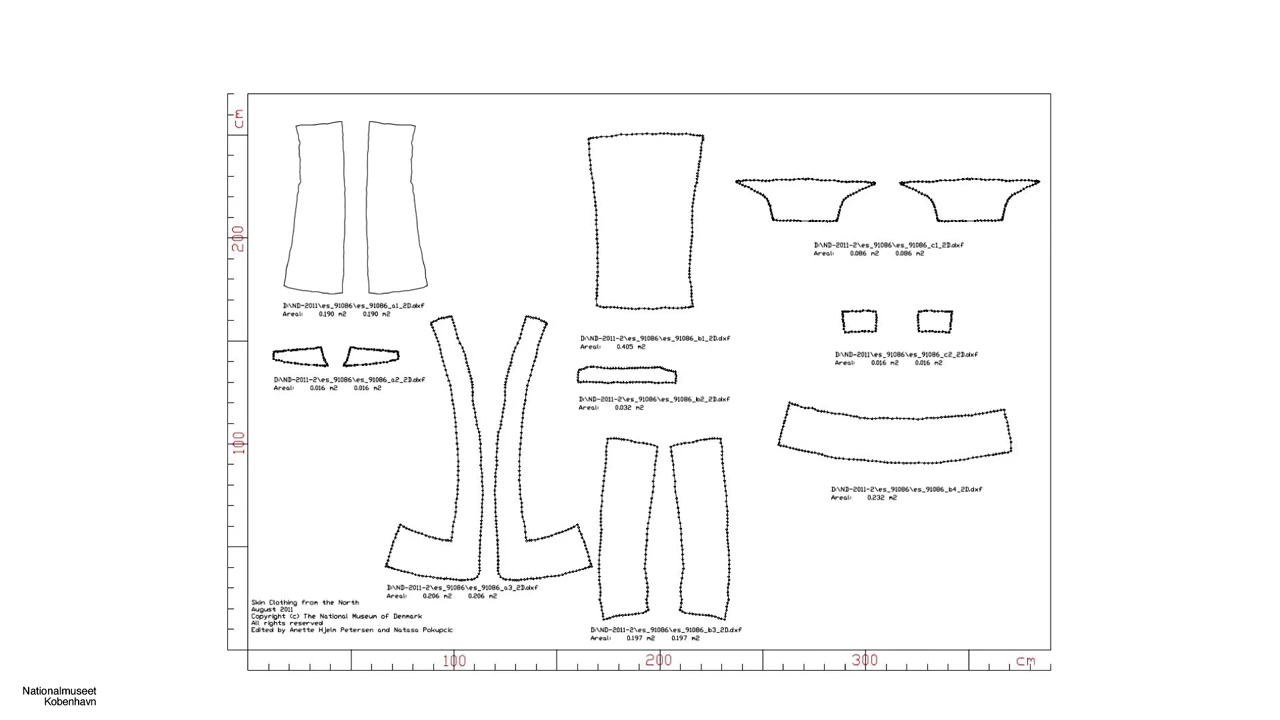 cm
200
100
D:\ND-2011\es_91086\es_91086_a1_2D.dxf
Areal: 0.190 m2 0.190 m2
D:\ND-2011-2\es_91086\es_91086_a2_2D.dxf
Areal: 0.016 m2 0.016 m2
D:\ND-2011-2\es_91086\es_91086_a3_2D.dxf
Areal: 0.206 m2 0.206 m2
D:\ND-2011-2\es_91086\es_91086_b1_2D.dxf
Areal: 0.405 m2
D:\ND-2011-2\es_91086\es_91086_b2_2D.dxf
Areal: 0.032 m2
D:\ND-2011-2\es_91086\es_91086_b3_2D.dxf
Areal: 0.197 m2 0.197 m2
D:\ND-2011-2\es_91086\es_91086_c1_2D.dxf
Areal: 0.086 m2 0.086 m2
D:\ND-2011-2\es_91086\es_91086_c2_2D.dxf
Areal: 0.016 m2 0.016 m2
D:\ND-2011-2\es_91086\es_91086_b4_2D.dxf
Areal: 0.232 m2
Skin Clothing from the North
August 2011
Copyright (c) The National Museum of Denmark
All rights reserved
Edited by Anette Hjelm Petersen and Natasa Pokupcic
100 200 300 cm
Nationalmuseet
Kobenhavn